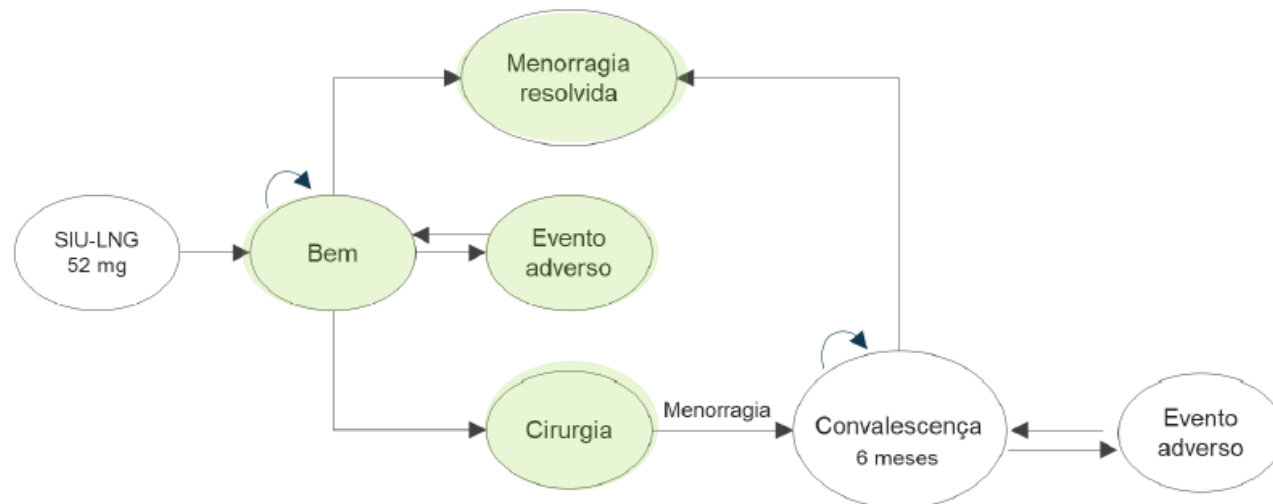 Menorragia
resolvida
SIU-LNG
52 mg
Bem
Evento
adverso
Cirurgia
Menorragia
Convalescença
6 meses
Evento
adverso